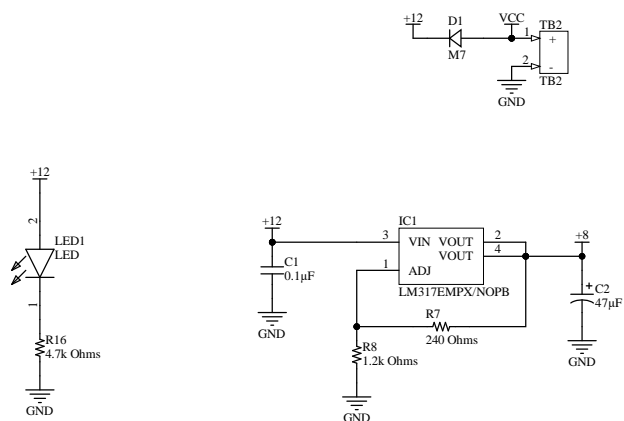 +12
D1
M7
VCC
1
TB2
+
2
-
TB2
GND
+12
2
LED1
LED
1
R16
4.7k Ohms
GND
+12
C1
0.1µF
GND
IC1
3
VIN
VOUT
2
VOUT
4
1
ADJ
LM317EMPX/NOPB
R7
240 Ohms
R8
1.2k Ohms
GND
+8
+
C2
47µF
GND